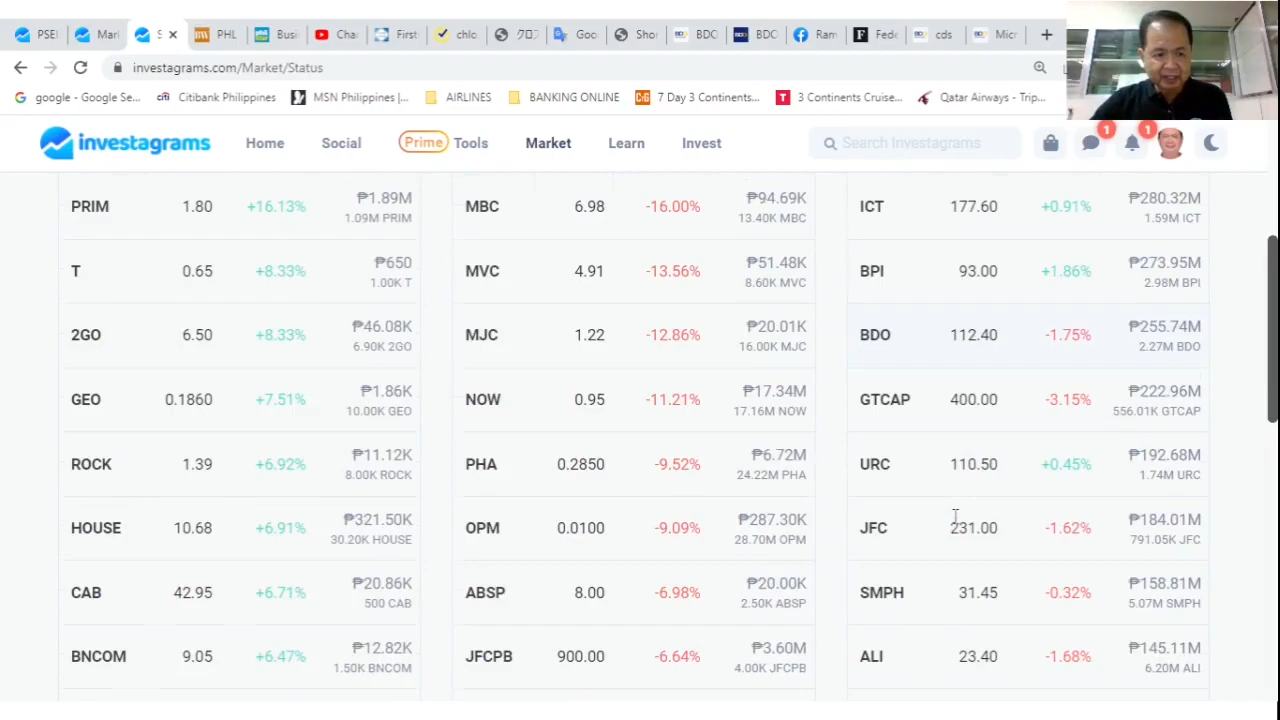 PSEI
Mari
S
PHL
Busi
Cha
First
chlo
クロ
Goo
Sho
BDC
BDC
Ram
Fede
cds
Micr
investagrams.com/Market/Status
google - Google Se...
Citibank Philippines
MSN Philippines |...
AIRLINES
BANKING ONLINE
7 Day 3 Continents...
3 Continents Cruise...
Qatar Airways - Trip...
investagrams
Home
Social
Prime Tools
Market
Learn
Invest
Search Investagrams
1
1
PRIM 1.80 +16.13% ₱1.89M
1.09M PRIM
T 0.65 +8.33% ₱650
1.00K T
2GO 6.50 +8.33% ₱46.08K
6.90K 2GO
GEO 0.1860 +7.51% ₱1.86K
10.00K GEO
ROCK 1.39 +6.92% ₱11.12K
8.00K ROCK
HOUSE 10.68 +6.91% ₱321.50K
30.20K HOUSE
CAB 42.95 +6.71% ₱20.86K
500 CAB
BNCOM 9.05 +6.47% ₱12.82K
1.50K BNCOM
MBC 6.98 -16.00% ₱94.69K
13.40K MBC
MVC 4.91 -13.56% ₱51.48K
8.60K MVC
MJC 1.22 -12.86% ₱20.01K
16.00K MJC
NOW 0.95 -11.21% ₱17.34M
17.16M NOW
PHA 0.2850 -9.52% ₱6.72M
24.22M PHA
OPM 0.0100 -9.09% ₱287.30K
28.70M OPM
ABSP 8.00 -6.98% ₱20.00K
2.50K ABSP
JFCPB 900.00 -6.64% ₱3.60M
4.00K JFCPB
ICT 177.60 +0.91% ₱280.32M
1.59M ICT
BPI 93.00 +1.86% ₱273.95M
2.98M BPI
BDO 112.40 -1.75% ₱255.74M
2.27M BDO
GTCAP 400.00 -3.15% ₱222.96M
556.01K GTCAP
URC 110.50 +0.45% ₱192.68M
1.74M URC
JFC 231.00 -1.62% ₱184.01M
791.05K JFC
SMPH 31.45 -0.32% ₱158.81M
5.07M SMPH
ALI 23.40 -1.68% ₱145.11M
6.20M ALI